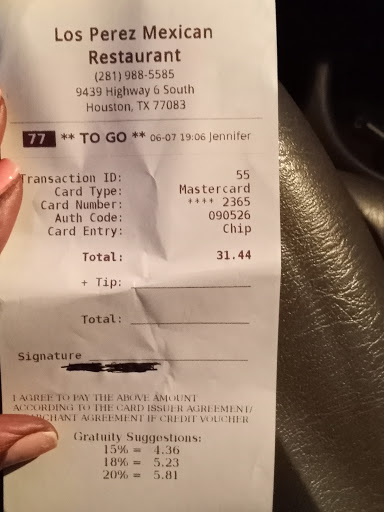 Los Perez Mexican
Restaurant
(281) 988-5585
9439 Highway 6 South
Houston, TX 77083
77 ** TO GO ** 06-07 19:06 Jennifer
Transaction ID: 55
Card Type: Mastercard
Card Number: **** 2365
Auth Code: 090526
Card Entry: Chip
Total: 31.44
+ Tip:
Total:
Signature
I AGREE TO PAY THE ABOVE AMOUNT
ACCORDING TO THE CARD ISSUER AGREEMENT/
CHANT AGREEMENT IF CREDIT VOUCHER
Gratuity Suggestions:
15% = 4.36
18% = 5.23
20% = 5.81